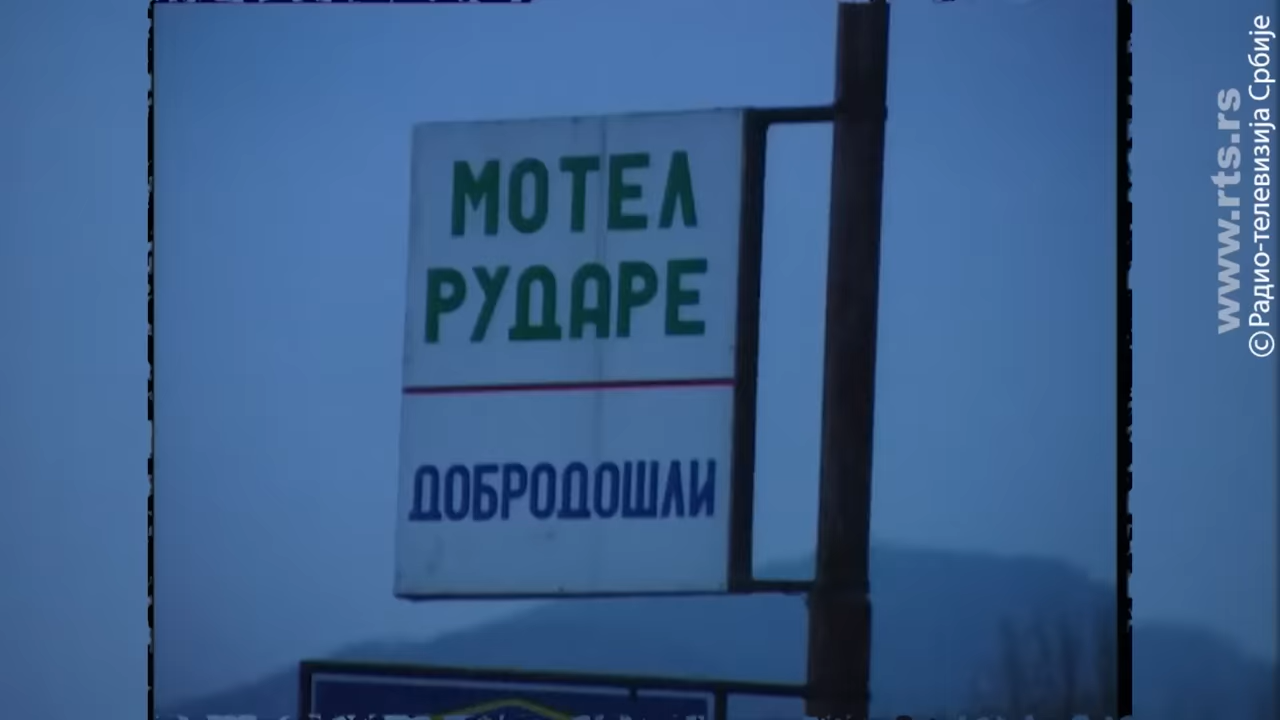 МОТЕЛ
РУДАРЕ
ДОБРОДОШЛИ
www.rts.rs
© Радио-телевизија Србије